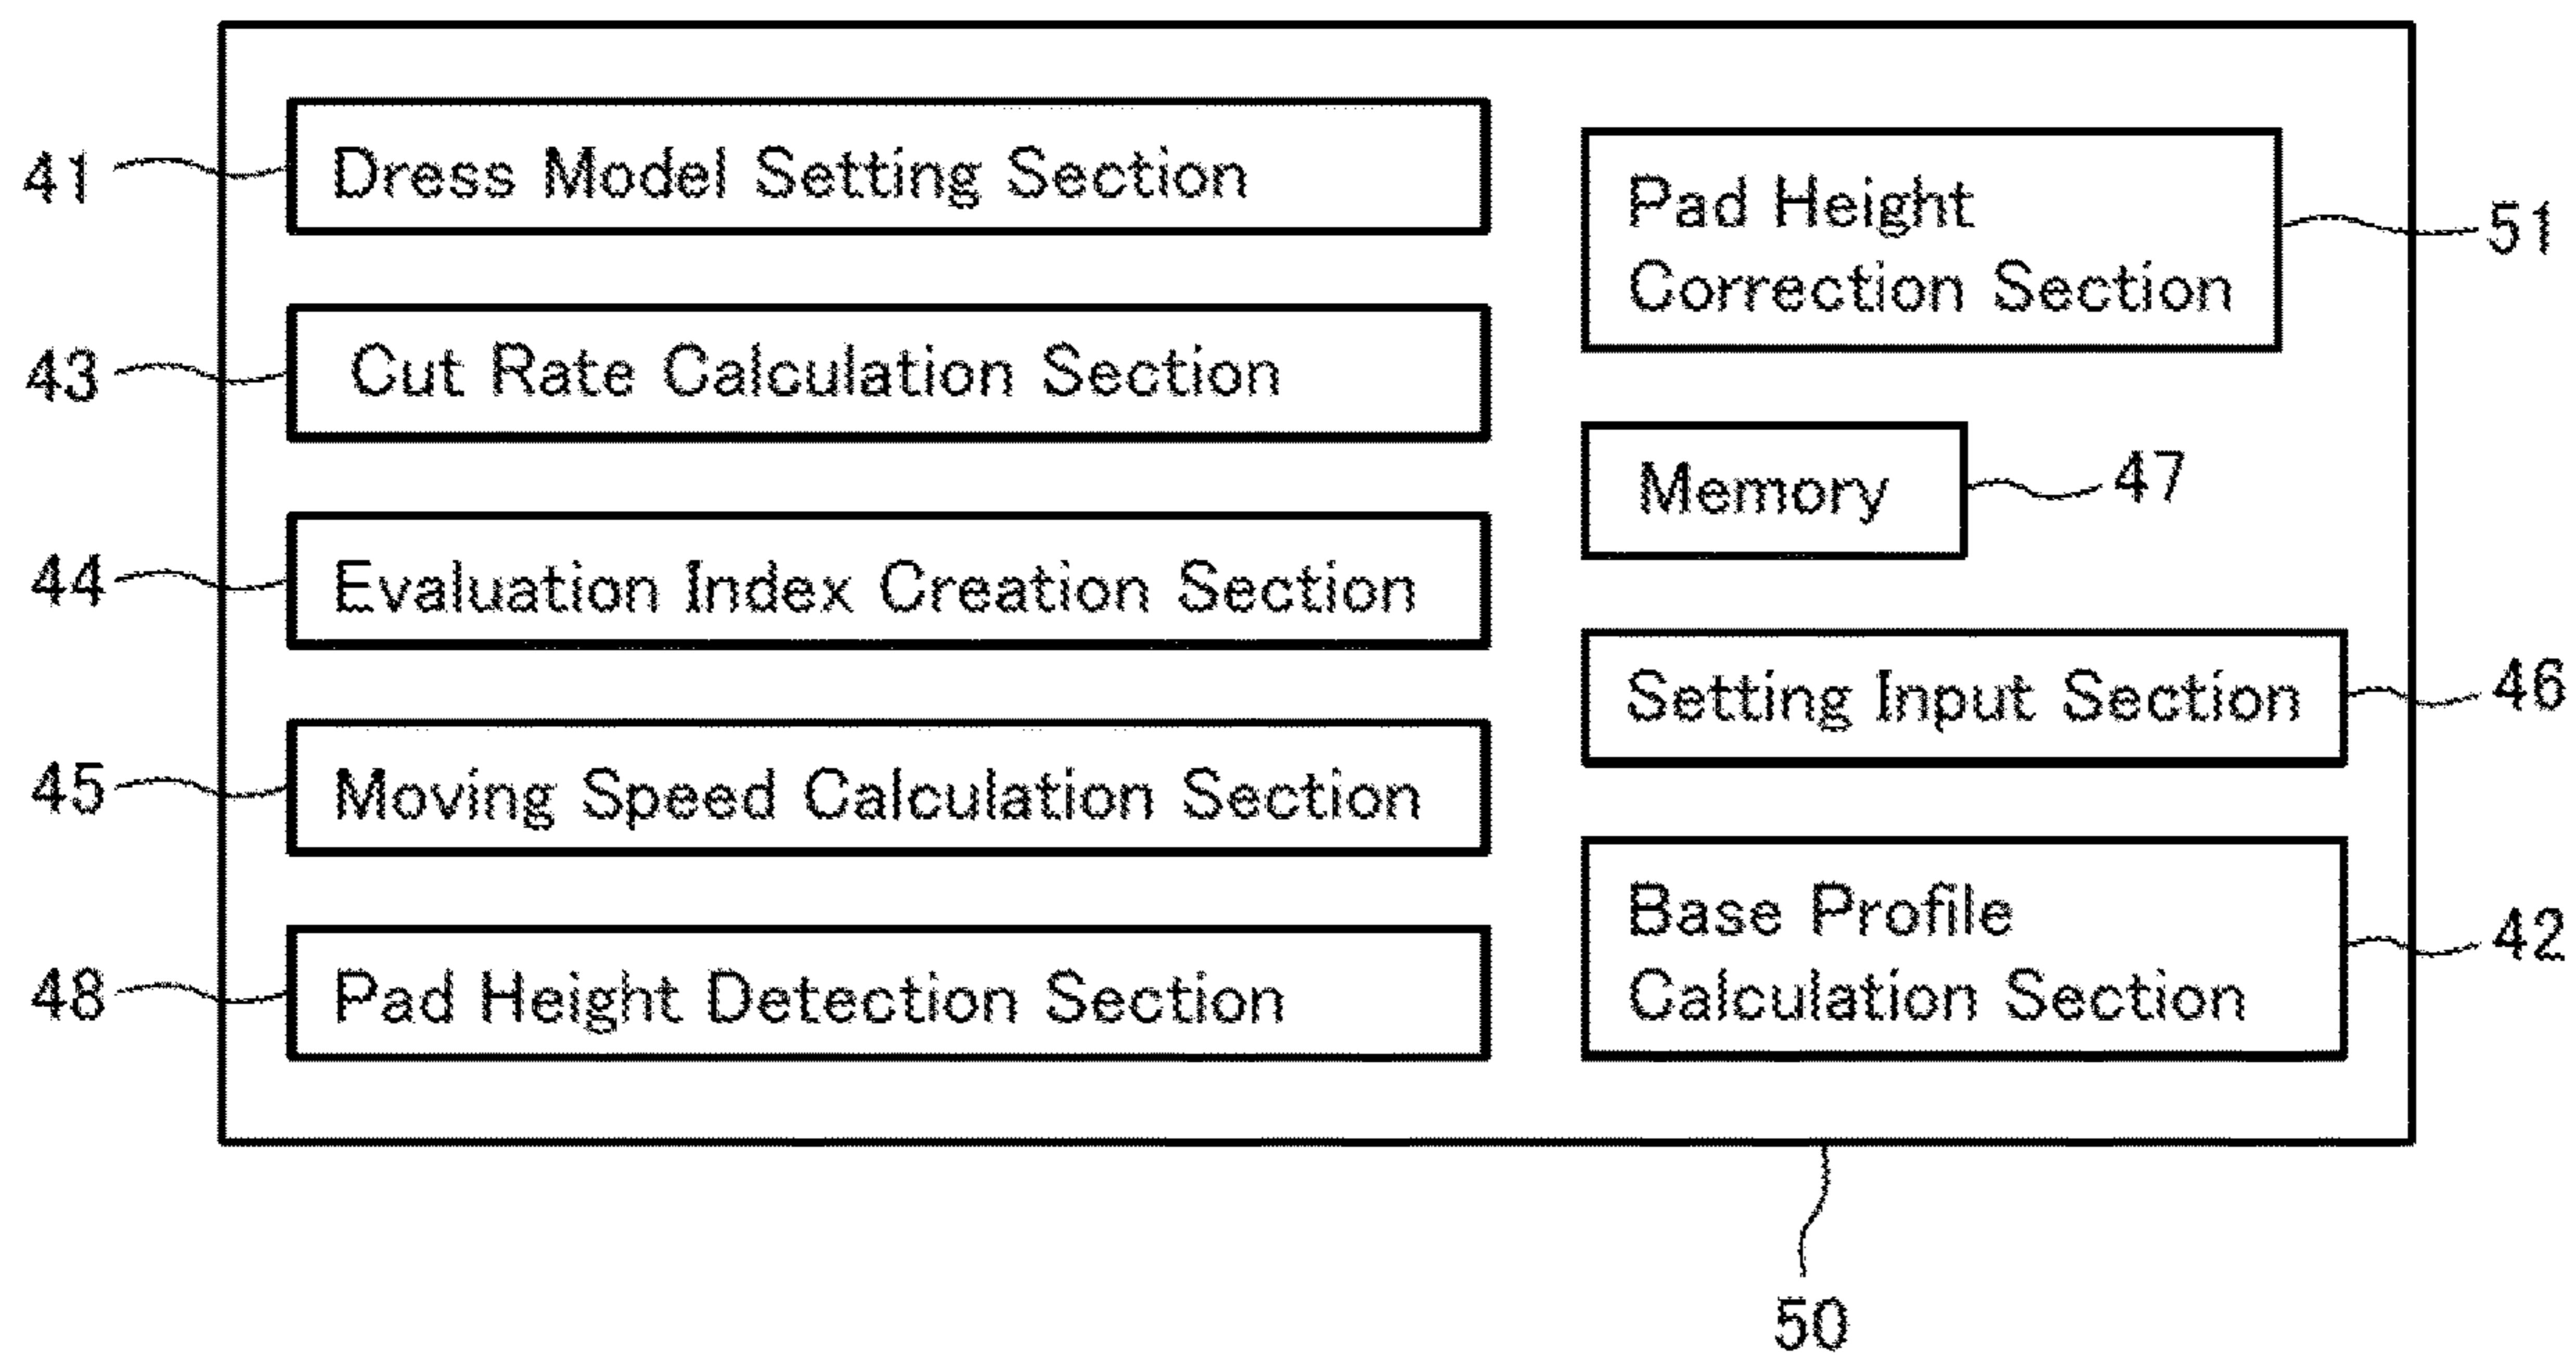 41
Dress Model Setting Section
43
Cut Rate Calculation Section
44
Evaluation Index Creation Section
45
Moving Speed Calculation Section
48
Pad Height Detection Section
Pad Height
Correction Section
51
Memory
47
Setting Input Section
46
Base Profile
Calculation Section
42
50